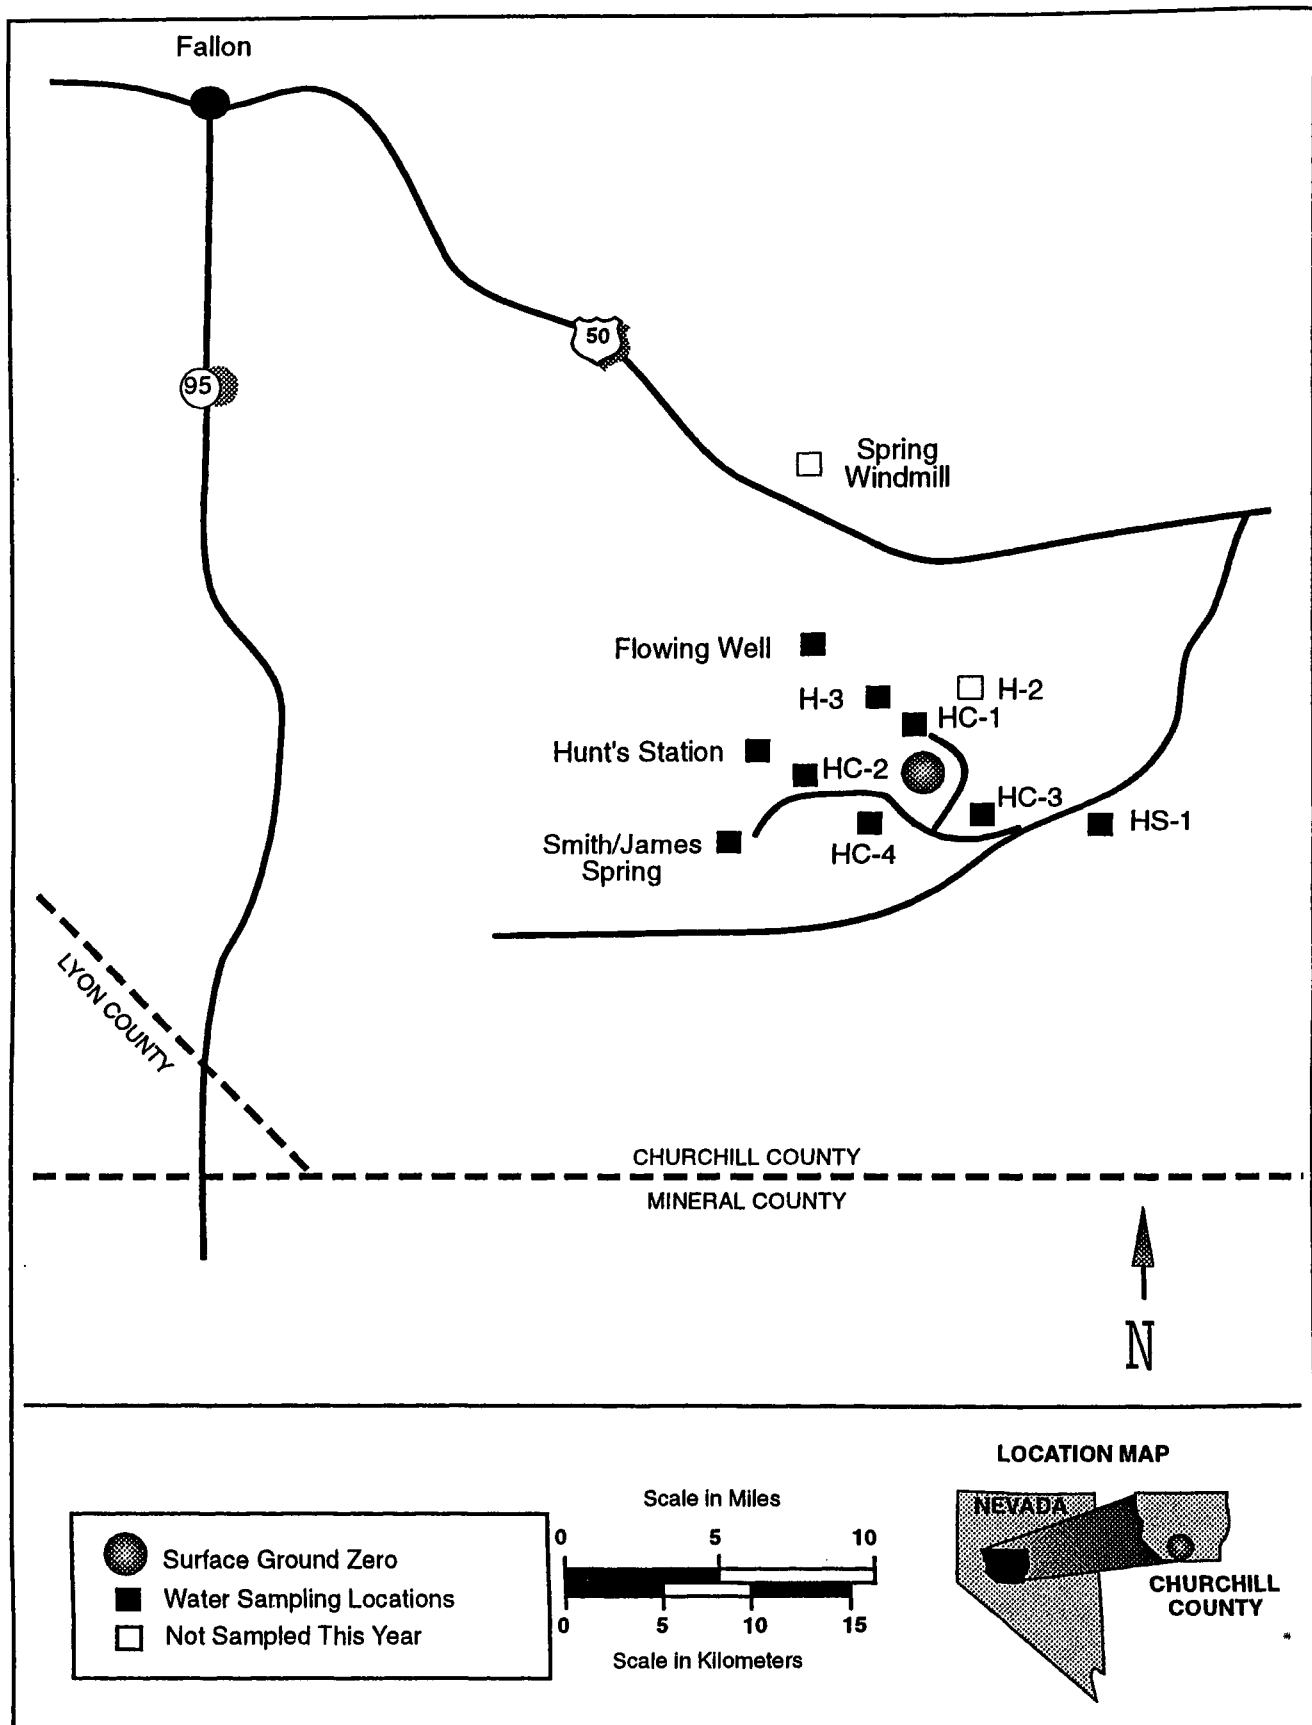 Fallon
50
95
Spring
Windmill
Flowing Well
H-3
H-2
HC-1
Hunt's Station
HC-2
HC-3
HS-1
Smith/James
Spring
HC-4
LYON COUNTY
CHURCHILL COUNTY
MINERAL COUNTY
N
LOCATION MAP
NEVADA
CHURCHILL
COUNTY
Scale in Miles
0 5 10
0 5 10 15
Scale in Kilometers
Surface Ground Zero
Water Sampling Locations
Not Sampled This Year